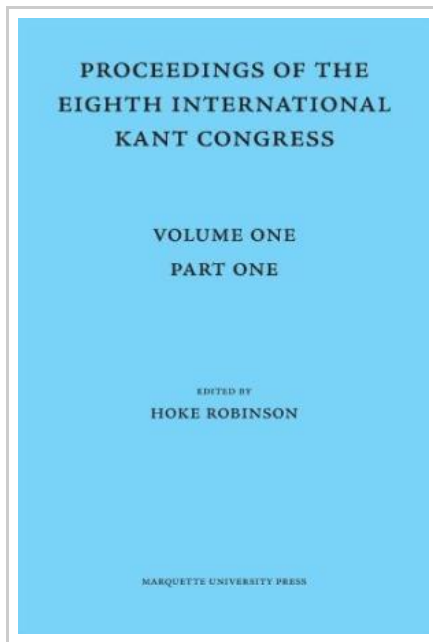 PROCEEDINGS OF THE
EIGHTH INTERNATIONAL
KANT CONGRESS
VOLUME ONE
PART ONE
EDITED BY
HOKE ROBINSON
MARQUETTE UNIVERSITY PRESS